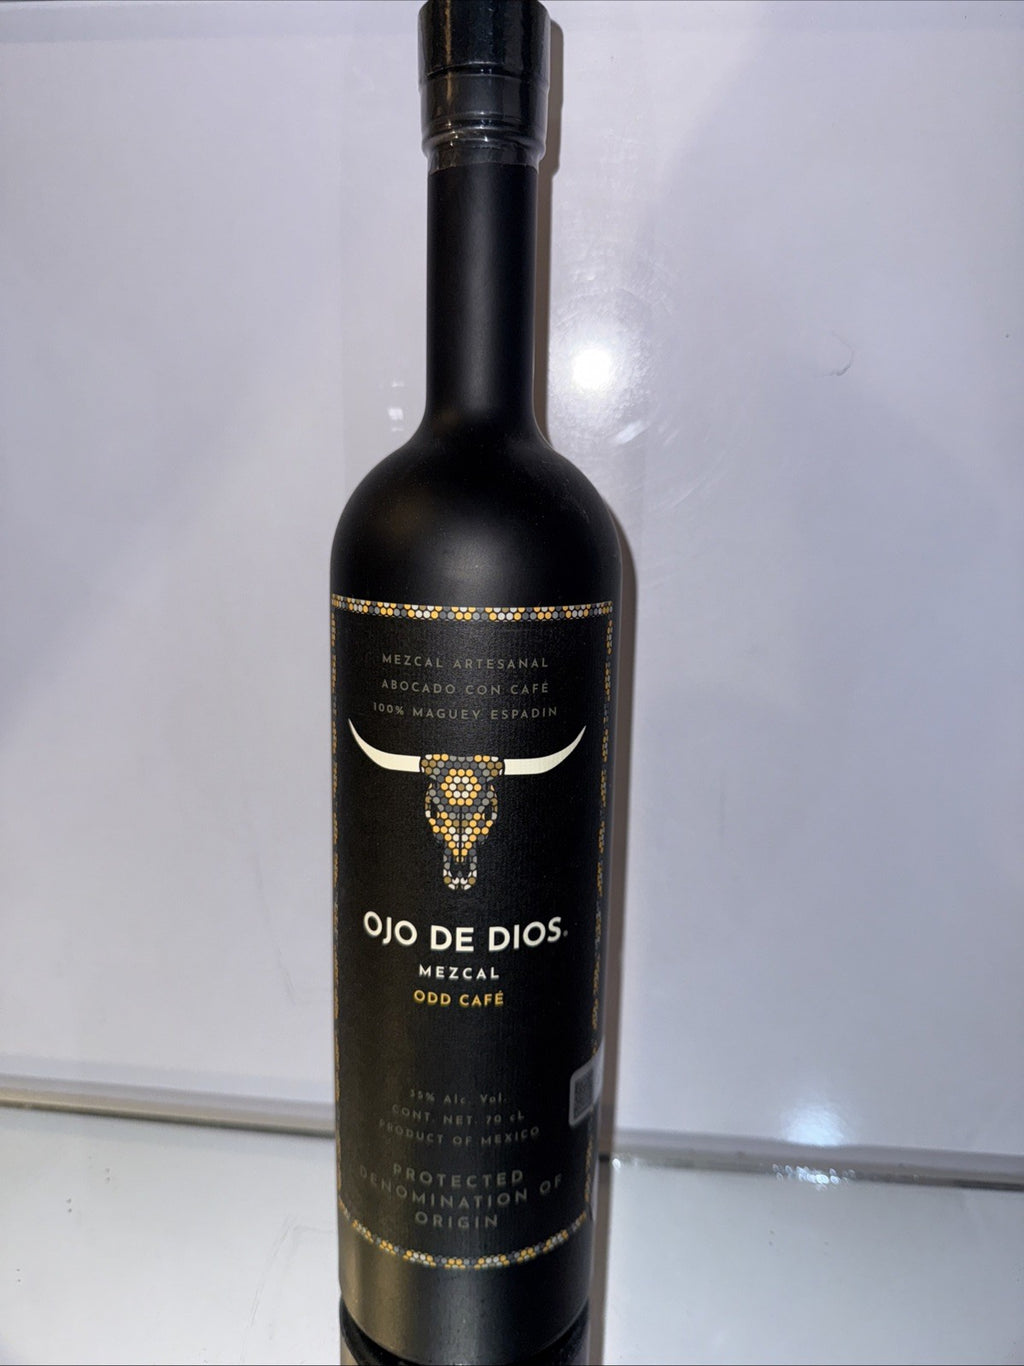 MEZCAL ARTESANAL
ABOCADO CON CAFÉ
100% MAGUEY ESPADIN
OJO DE DIOS®
MEZCAL
ODD CAFÉ
35% Alc. Vol.
CONT. NET. 70 cL
PRODUCT OF MEXICO
PROTECTED
DENOMINATION OF
ORIGIN